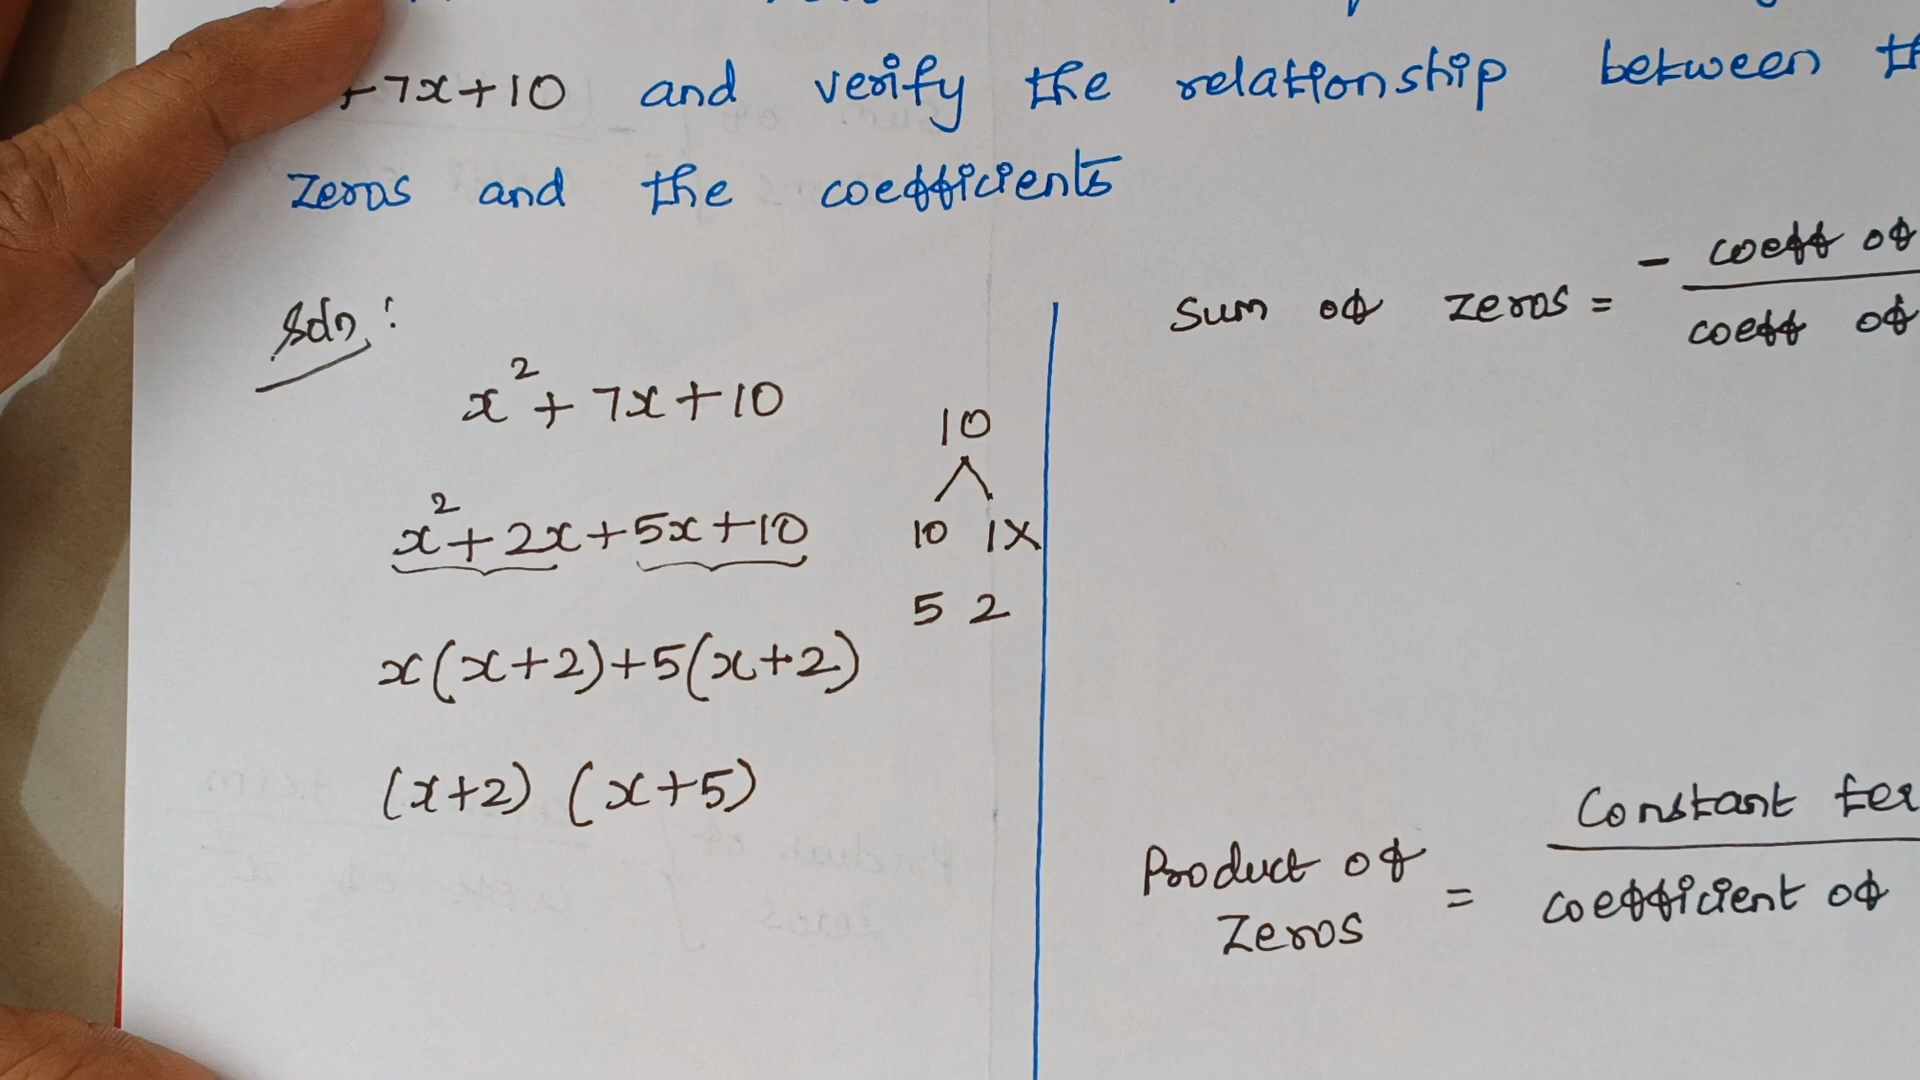 +7x+10 and verify the relationship between
zeros and the coefficients
Soln:
x²+7x+10
x²+2x+5x+10
x(x+2)+5(x+2)
(x+2) (x+5)
10
10 1x
5 2
Sum of zeros = - coeff of
coeff of
Product of zeros = Constant ter
coefficient of